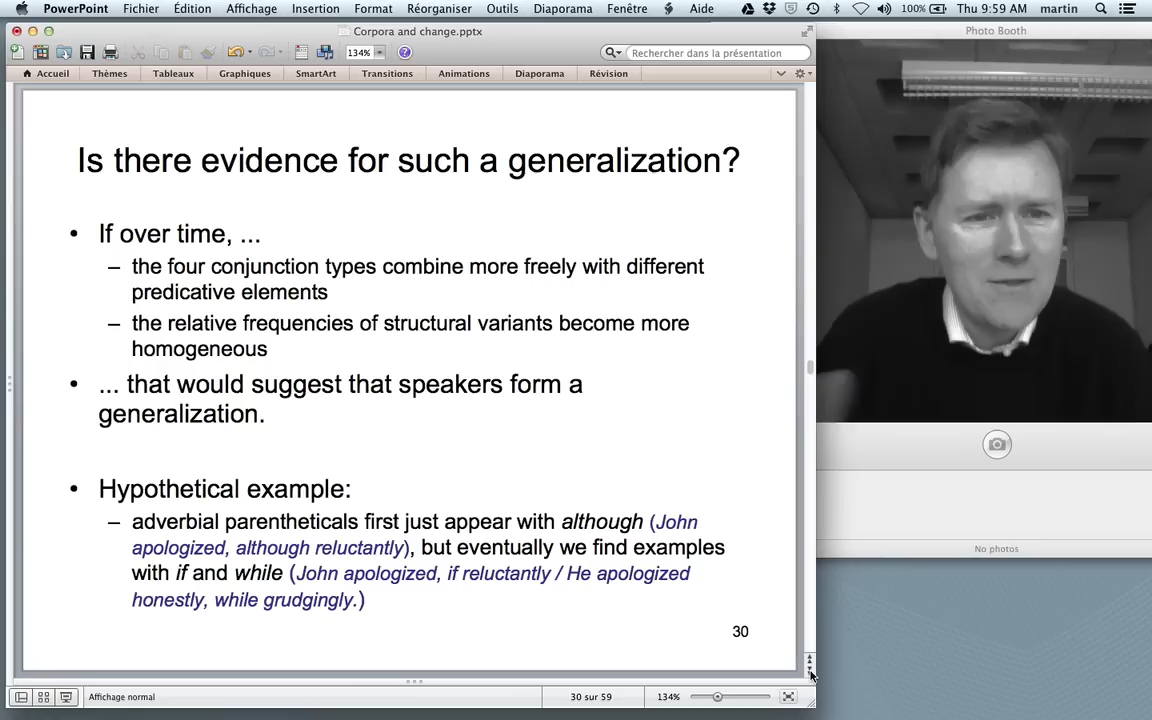 PowerPoint Fichier Édition Affichage Insertion Format Réorganiser Outils Diaporama Fenêtre Aide 100% Thu 9:59 AM martin
Corpora and change.pptx
Photo Booth
134% Rechercher dans la présentation
Accueil Thèmes Tableaux Graphiques SmartArt Transitions Animations Diaporama Révision
Is there evidence for such a generalization?
• If over time, ...
– the four conjunction types combine more freely with different
predicative elements
– the relative frequencies of structural variants become more
homogeneous
• ... that would suggest that speakers form a
generalization.
• Hypothetical example:
– adverbial parentheticals first just appear with although (John
apologized, although reluctantly), but eventually we find examples
with if and while (John apologized, if reluctantly / He apologized
honestly, while grudgingly.)
30
No photos
Affichage normal 30 sur 59 134%